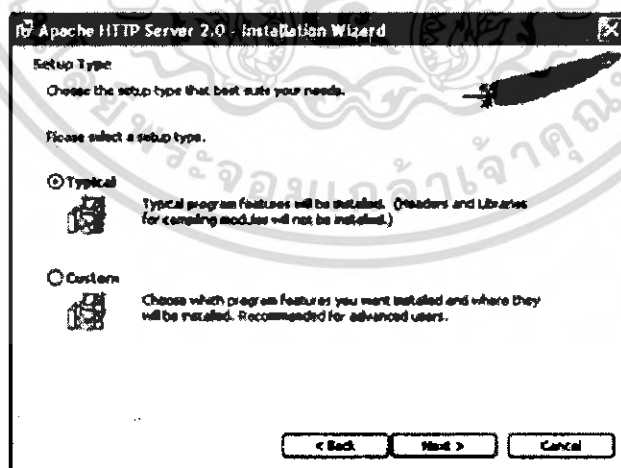 Apache HTTP Server 2.0 - Installation Wizard
Setup Type
Choose the setup type that best suits your needs.
Please select a setup type.
Typical
Typical program features will be installed. (Headers and Libraries
for compiling modules will not be installed.)
Custom
Choose which program features you want installed and where they
will be installed. Recommended for advanced users.
< Back
Next >
Cancel